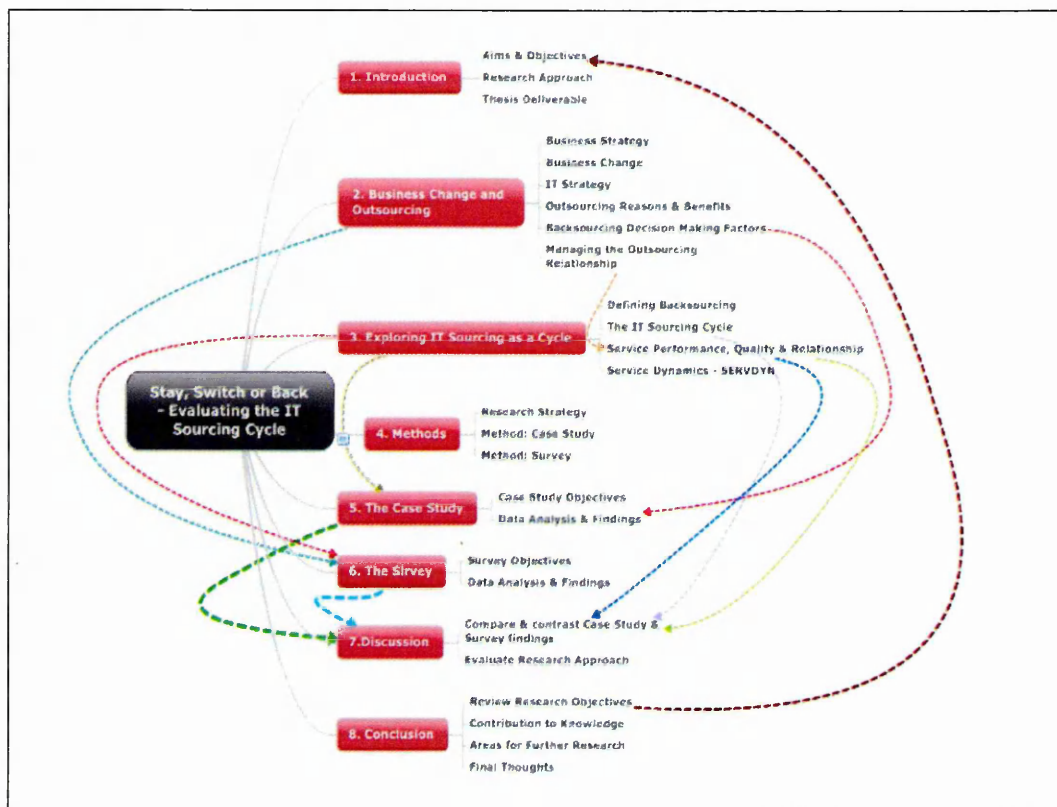 1. Introduction
Aims & Objectives
Research Approach
Thesis Deliverable
2. Business Change and
Outsourcing
Business Strategy
Business Change
IT Strategy
Outsourcing Reasons & Benefits
Backsourcing Decision Making Factors
Managing the Outsourcing
Relationship
3. Exploring IT Sourcing as a Cycle
Defining Backsourcing
The IT Sourcing Cycle
Service Performance, Quality & Relationship
Service Dynamics - SERVDYN
Stay, Switch or Back
- Evaluating the IT
Sourcing Cycle
4. Methods
Research Strategy
Method: Case Study
Method: Survey
5. The Case Study
Case Study Objectives
Data Analysis & Findings
6. The Sirvey
Survey Objectives
Data Analysis & Findings
7.Discussion
Compare & contrast Case Study &
Survey findings
Evaluate Research Approach
8. Conclusion
Review Research Objectives
Contribution to Knowledge
Areas for Further Research
Final Thoughts